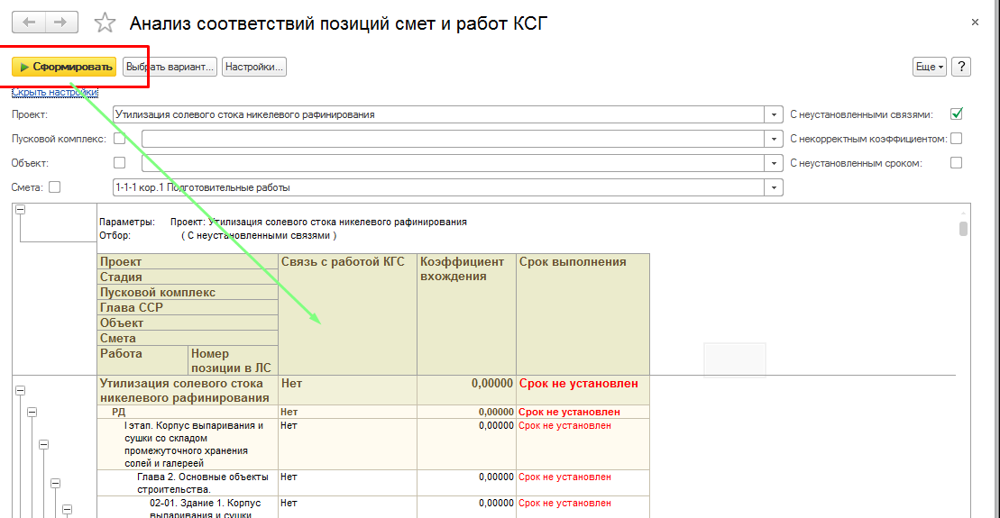 Анализ соответствий позиций смет и работ КСГ
×
Сформировать Выбрать вариант... Настройки... Еще ?
Скрыть настройки
Проект: Утилизация солевого стока никелевого рафинирования С неустановленными связями:
Пусковой комплекс: С некорректным коэффициентом:
Объект: С неустановленным сроком:
Смета: 1-1-1 кор.1 Подготовительные работы
Параметры: Проект: Утилизация солевого стока никелевого рафинирования
Отбор: ( С неустановленными связями )
Проект Связь с работой КГС Коэффициент вхождения Срок выполнения
Стадия
Пусковой комплекс
Глава ССР
Объект
Смета
Работа Номер
позиции в ЛС
Утилизация солевого стока Нет 0,00000 Срок не установлен
никелевого рафинирования
РД Нет 0,00000 Срок не установлен
I этап. Корпус выпаривания и Нет 0,00000 Срок не установлен
сушки со складом
промежуточного хранения
солей и галереей
Глава 2. Основные объекты Нет 0,00000 Срок не установлен
строительства.
02-01. Здание 1. Корпус Нет 0,00000 Срок не установлен
выпаривания и сушки